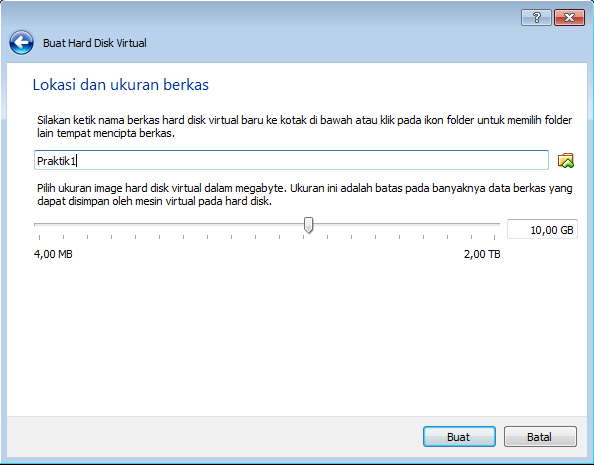 ?
Buat Hard Disk Virtual
Lokasi dan ukuran berkas
Silakan ketik nama berkas hard disk virtual baru ke kotak di bawah atau klik pada ikon folder untuk memilih folder
lain tempat mencipta berkas.
Praktik1
Pilih ukuran image hard disk virtual dalam megabyte. Ukuran ini adalah batas pada banyaknya data berkas yang
dapat disimpan oleh mesin virtual pada hard disk.
10,00 GB
4,00 MB 2,00 TB
Buat Batal